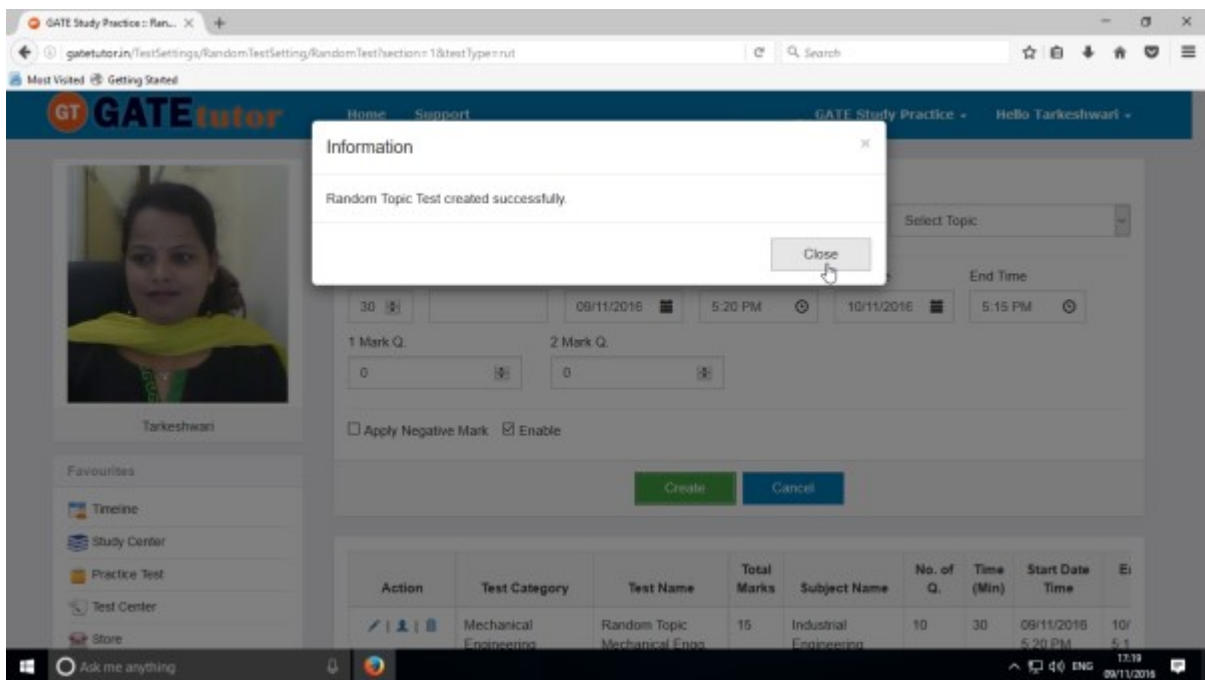 GATE Study Practice :: Ran...
gatetutor.in/TestSettings/RandomTestSetting/RandomTest?section=1&testType=rut
Search
Most Visited Getting Started
GT GATEtutor
Home Support GATE Study Practice Hello Tarkeshwari
Information
Random Topic Test created successfully.
Close
Select Topic
End Time
30 09/11/2016 5:20 PM 10/11/2016 5:15 PM
1 Mark Q. 2 Mark Q.
0 0
Apply Negative Mark Enable
Create Cancel
Tarkeshwari
Favourites
Timeline
Study Center
Practice Test
Test Center
Store
Action Test Category Test Name Total Marks Subject Name No. of Q. Time (Min) Start Date Time
Mechanical Engineering Random Topic Mechanical Engg 15 Industrial Engineering 10 30 09/11/2016 5:20 PM 10/
Ask me anything
ENG 17:19
09/11/2016